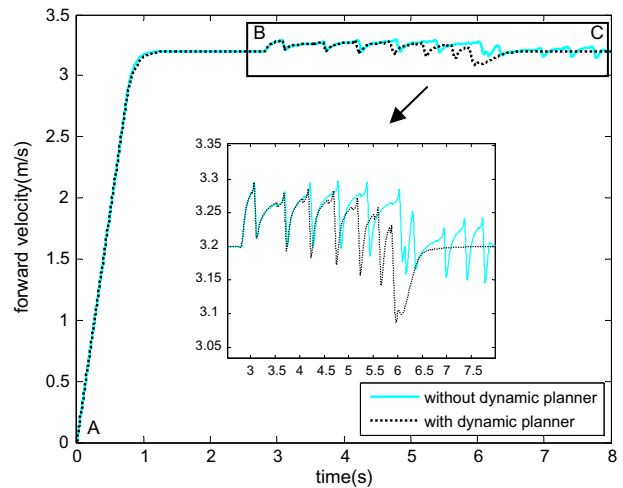 3.5
B
C
3
2.5
3.3
3.25
2
3.2
1.5
3.15
3.1
1
3.05
3 3.5 4 4.5 5 5.5 6 6.5 7 7.5
0.5
without dynamic planner
with dynamic planner
A
0
0 1 2 3 4 5 6 7 8
time(s)
forward velocity(m/s)